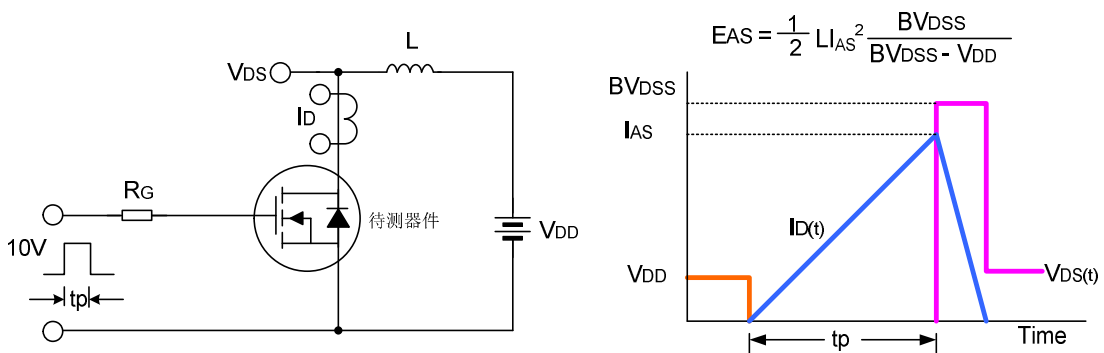 VDS
L
ID
RG
待测器件
10V
tp
VDD
EAS = 1/2 LIAS² BVDSS / BVDSS - VDD
BVDSS
IAS
ID(t)
VDD
VDS(t)
tp
Time